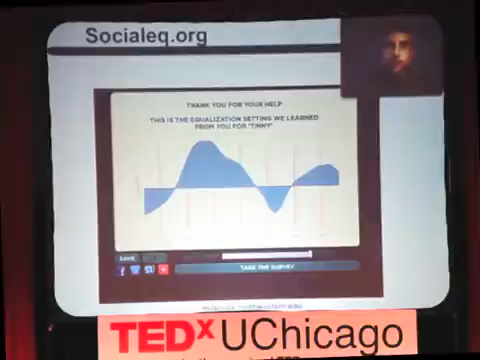 Socialeq.org
THANK YOU FOR YOUR HELP
THIS IS THE EQUALIZATION SETTING WE LEARNED
FROM YOU FOR 'TINNY'
SAVE
TAKE THE SURVEY
TEDxUChicago